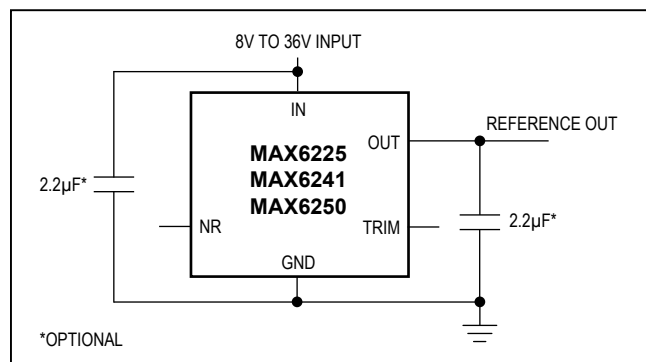 8V TO 36V INPUT
IN
OUT
REFERENCE OUT
MAX6225
MAX6241
MAX6250
2.2µF*
NR
TRIM
2.2µF*
GND
*OPTIONAL